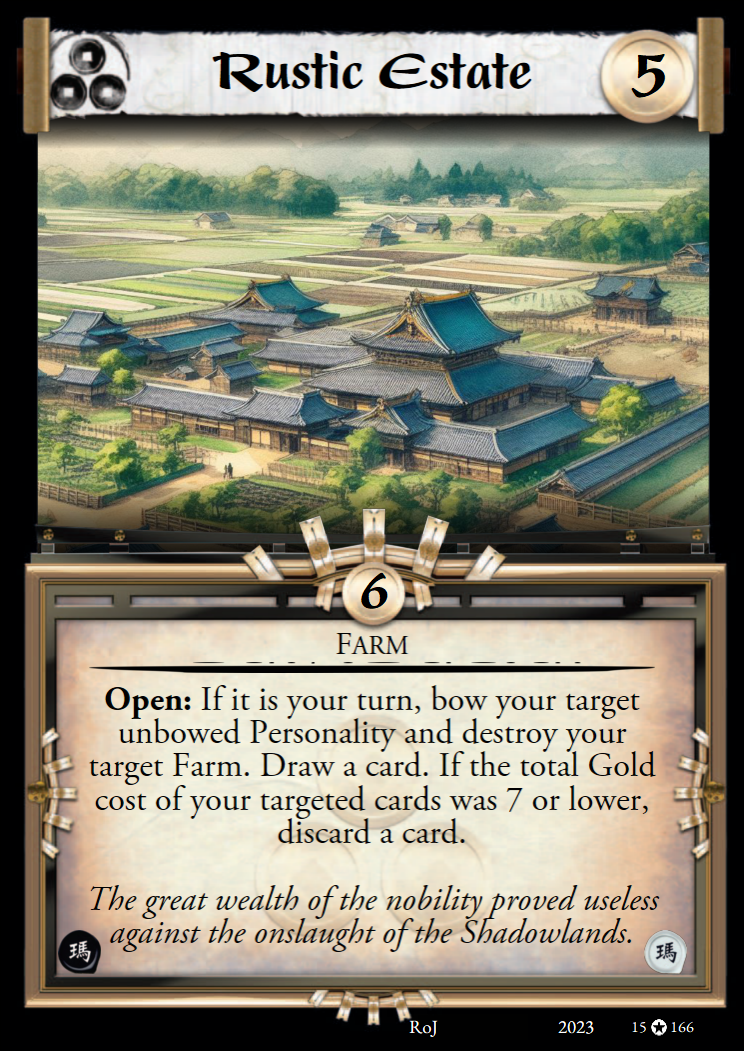 Rustic Estate
5
6
FARM
Open: If it is your turn, bow your target
unbowed Personality and destroy your
target Farm. Draw a card. If the total Gold
cost of your targeted cards was 7 or lower,
discard a card.
The great wealth of the nobility proved useless
against the onslaught of the Shadowlands.
瑪 瑪
RoJ 2023 15 166